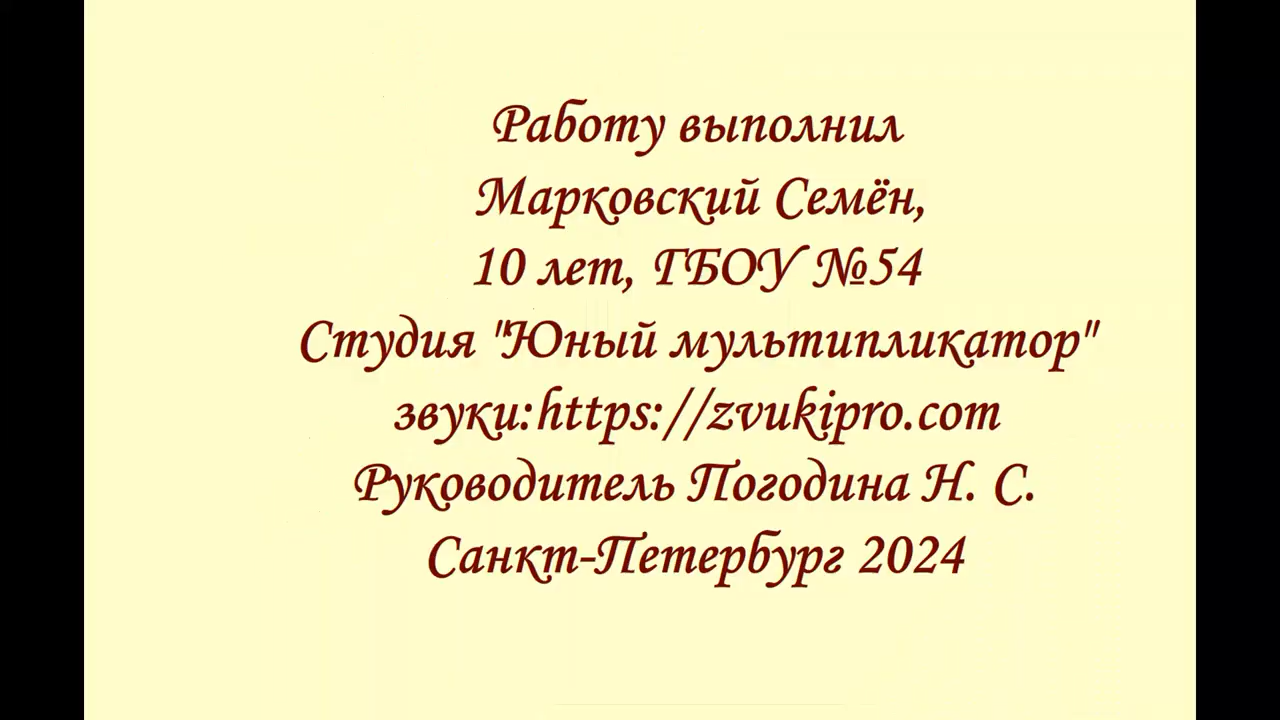 Работу выполнил
Марковский Семён,
10 лет, ГБОУ №54
Студия "Юный мультипликатор"
звуки:https://zvukipro.com
Руководитель Погодина Н. С.
Санкт-Петербург 2024